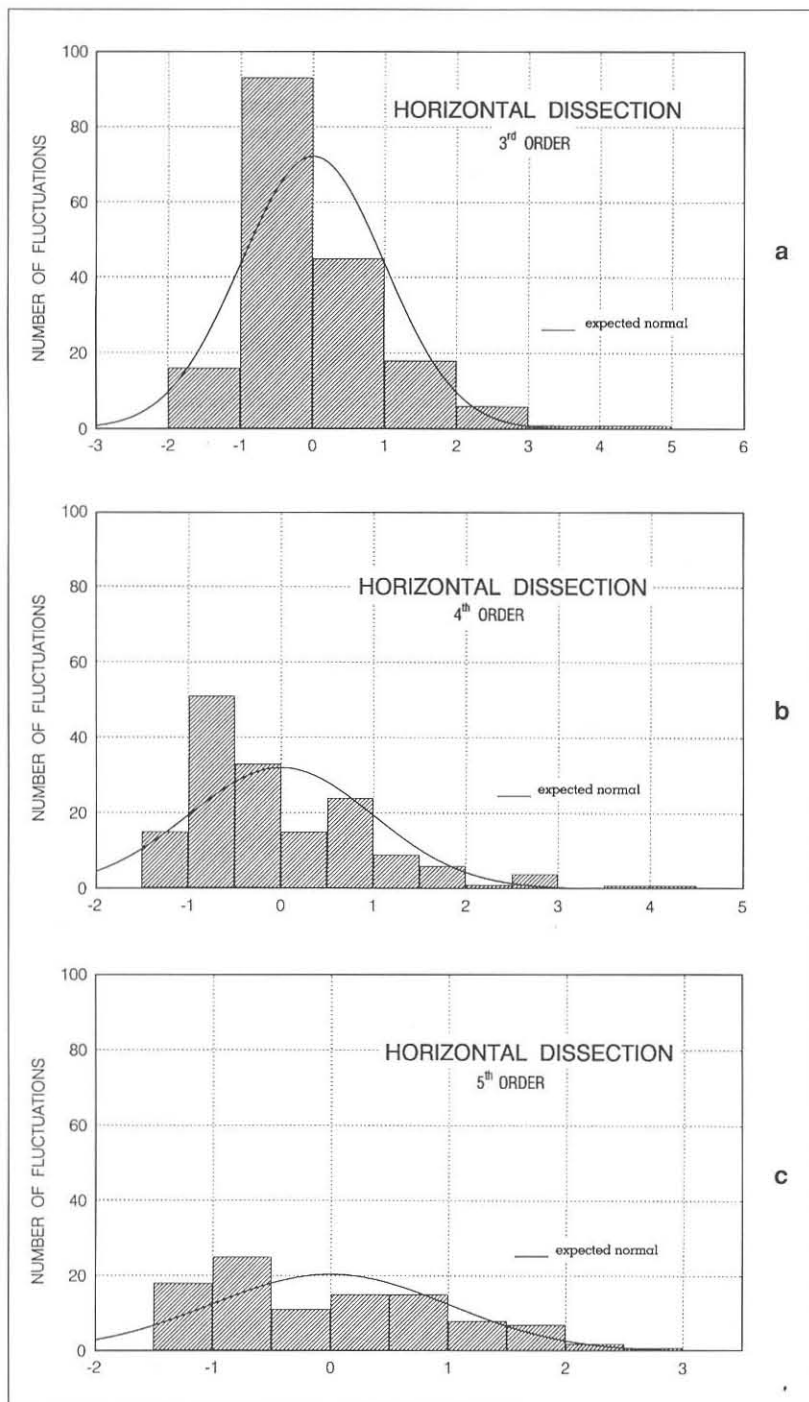 100
80
60
40
20
0
NUMBER OF FLUCTUATIONS
HORIZONTAL DISSECTION
3rd ORDER
expected normal
-3 -2 -1 0 1 2 3 4 5 6
a
100
80
60
40
20
0
NUMBER OF FLUCTUATIONS
HORIZONTAL DISSECTION
4th ORDER
expected normal
-2 -1 0 1 2 3 4 5
b
100
80
60
40
20
0
NUMBER OF FLUCTUATIONS
HORIZONTAL DISSECTION
5th ORDER
expected normal
-2 -1 0 1 2 3
c